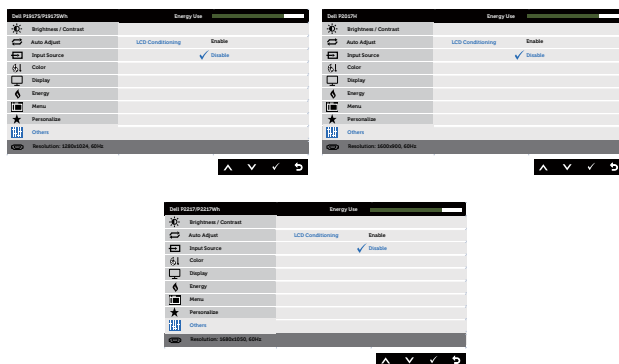 Dell P1917S/P1917SWh Energy Use
Brightness / Contrast
Auto Adjust LCD Conditioning Enable
Input Source Disable
Color
Display
Energy
Menu
Personalize
Others
Resolution: 1280x1024, 60Hz
Dell P2017H Energy Use
Brightness / Contrast
Auto Adjust LCD Conditioning Enable
Input Source Disable
Color
Display
Energy
Menu
Personalize
Others
Resolution: 1600x900, 60Hz
Dell P2217/P2217Wh Energy Use
Brightness / Contrast
Auto Adjust LCD Conditioning Enable
Input Source Disable
Color
Display
Energy
Menu
Personalize
Others
Resolution: 1680x1050, 60Hz